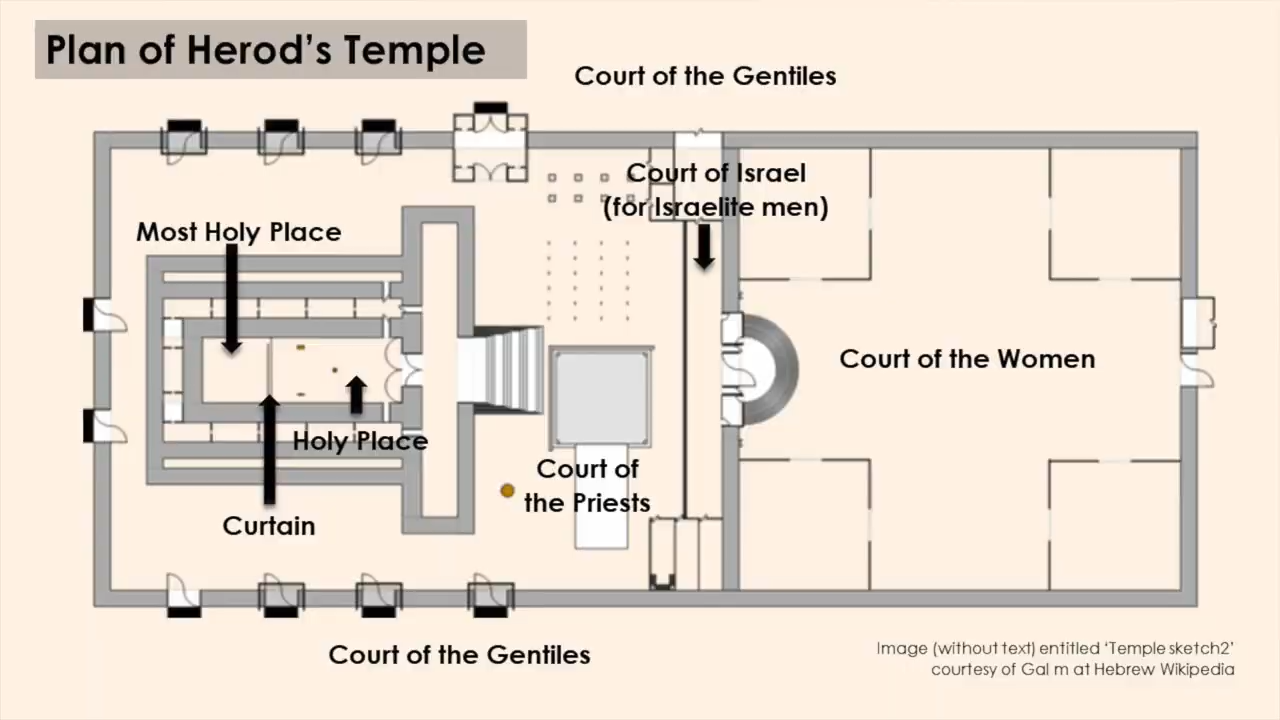 Plan of Herod's Temple
Court of the Gentiles
Court of Israel
(for Israelite men)
Most Holy Place
Court of the Women
Holy Place
Court of
the Priests
Curtain
Court of the Gentiles
Image (without text) entitled ‘Temple sketch2’
courtesy of Gal m at Hebrew Wikipedia